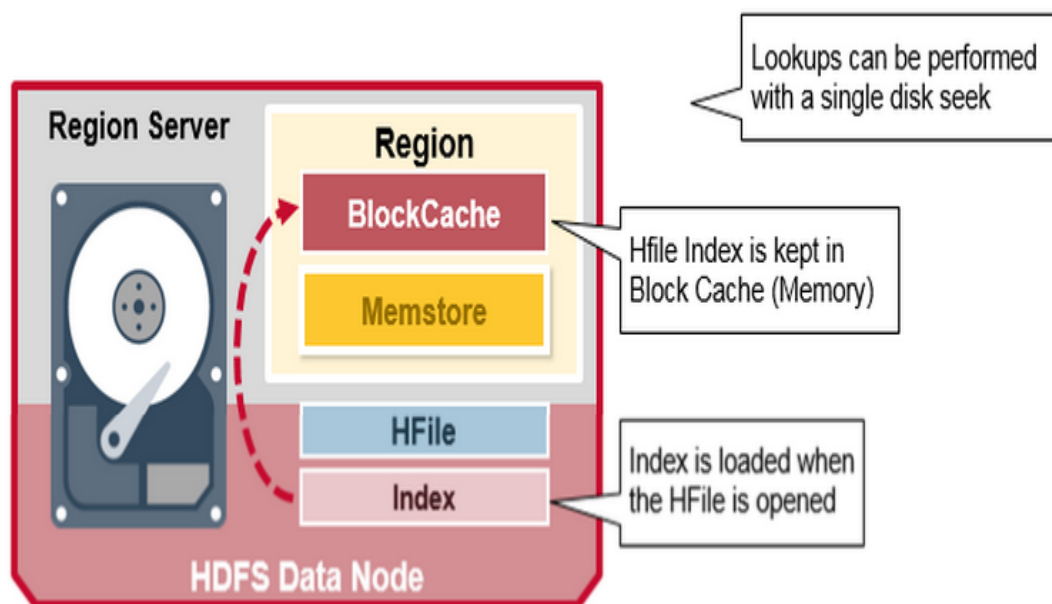 Lookups can be performed
with a single disk seek
Region Server
Region
BlockCache
Hfile Index is kept in
Block Cache (Memory)
Memstore
HFile
Index is loaded when
the HFile is opened
Index
HDFS Data Node